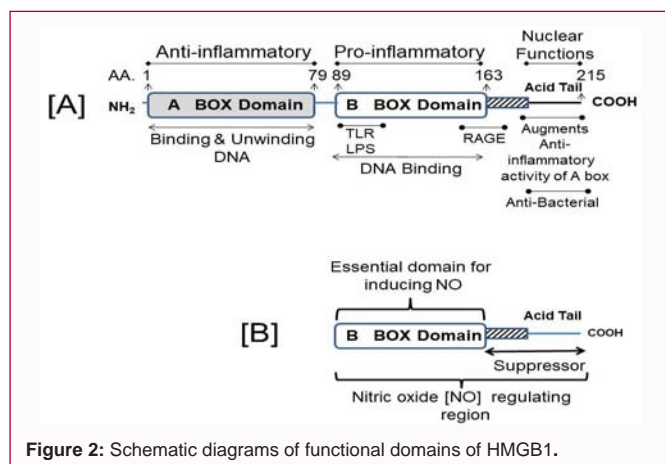 Nuclear
Functions
Anti-inflammatory Pro-inflammatory
AA. 1 79 89 163 215
Acid Tail
[A] NH2 A BOX Domain B BOX Domain COOH
Binding & Unwinding
DNA
TLR
LPS
RAGE
DNA Binding
Augments
Anti-
inflammatory
activity of A box
Anti-Bacterial
Essential domain for
inducing NO
Acid Tail
[B] B BOX Domain COOH
Suppressor
Nitric oxide [NO] regulating
region
Figure 2: Schematic diagrams of functional domains of HMGB1.